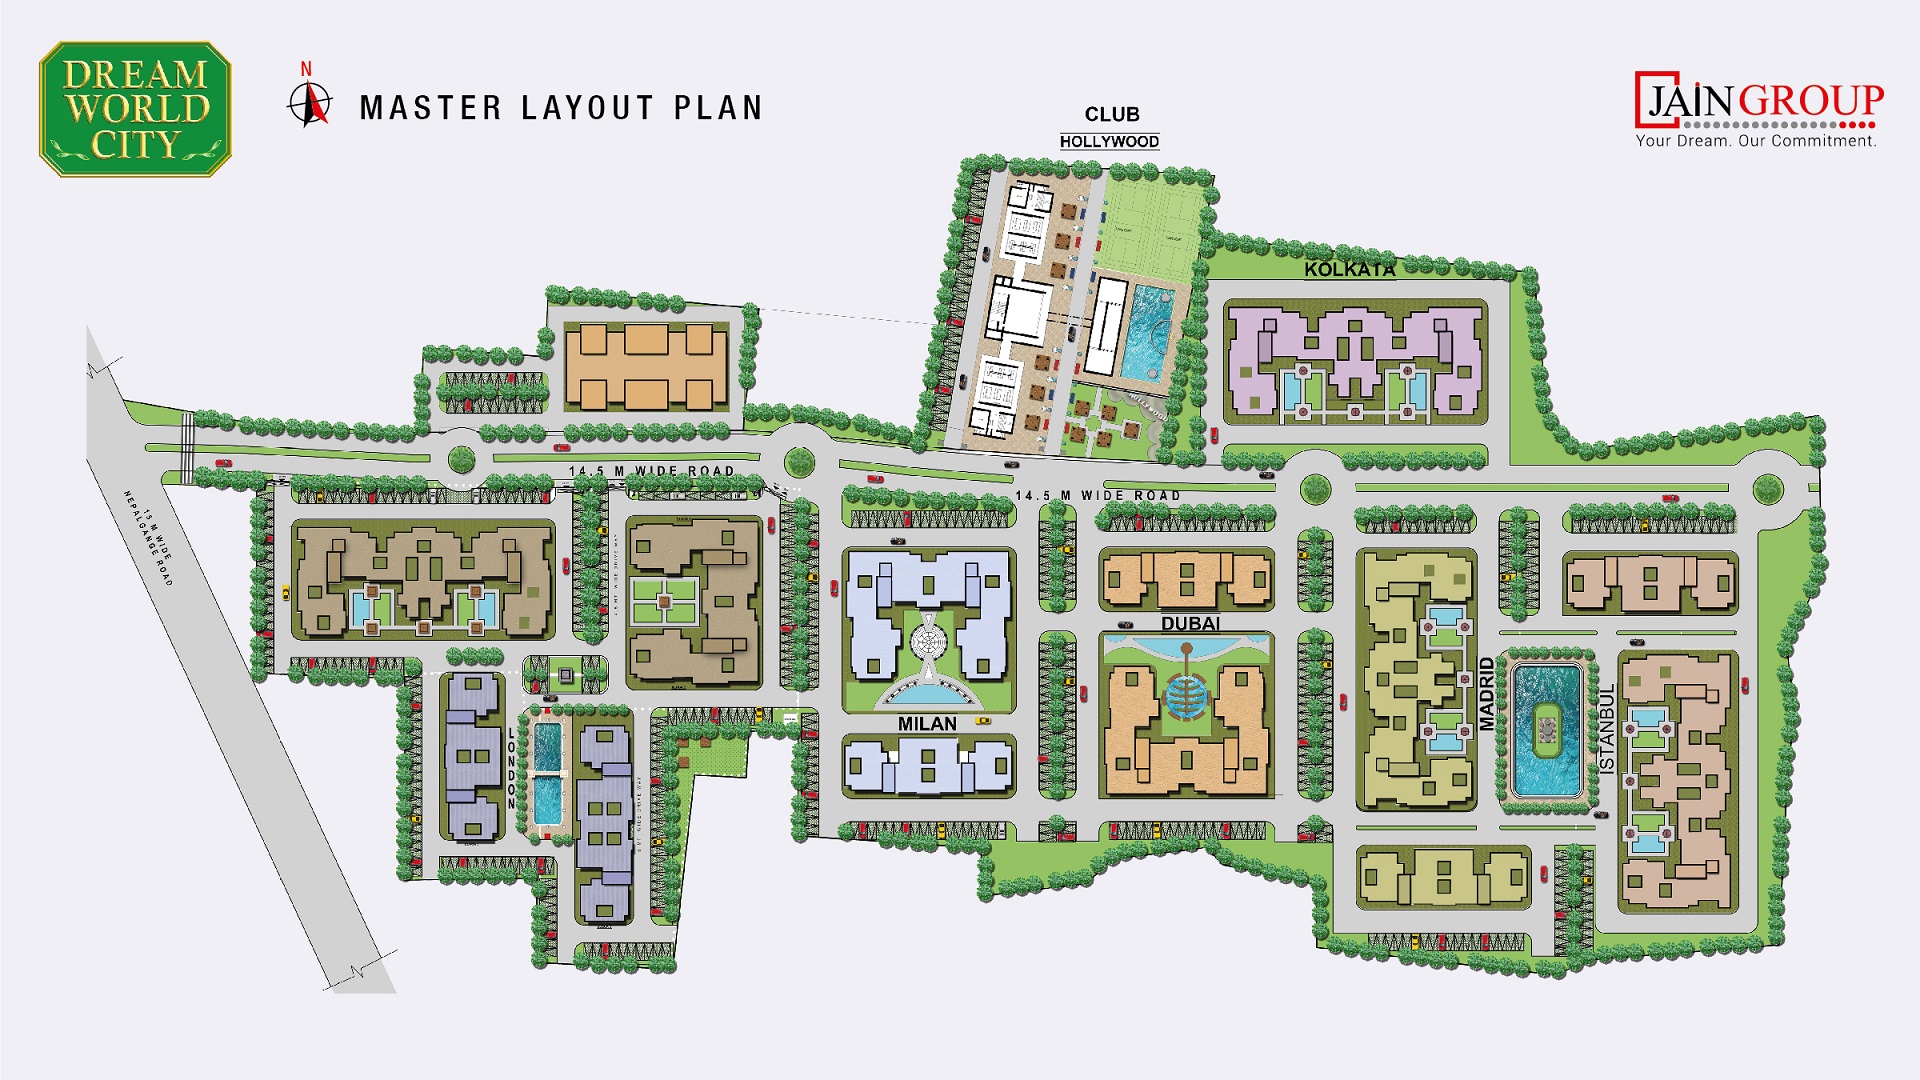 DREAM
WORLD
CITY
N
MASTER LAYOUT PLAN
CLUB
HOLLYWOOD
JAIN GROUP
Your Dream. Our Commitment.
KOLKATA
14.5 M WIDE ROAD
14.5 M WIDE ROAD
15 M WIDE
NEPALGANGE ROAD
DUBAI
MILAN
MADRID
ISTANBUL
LONDON